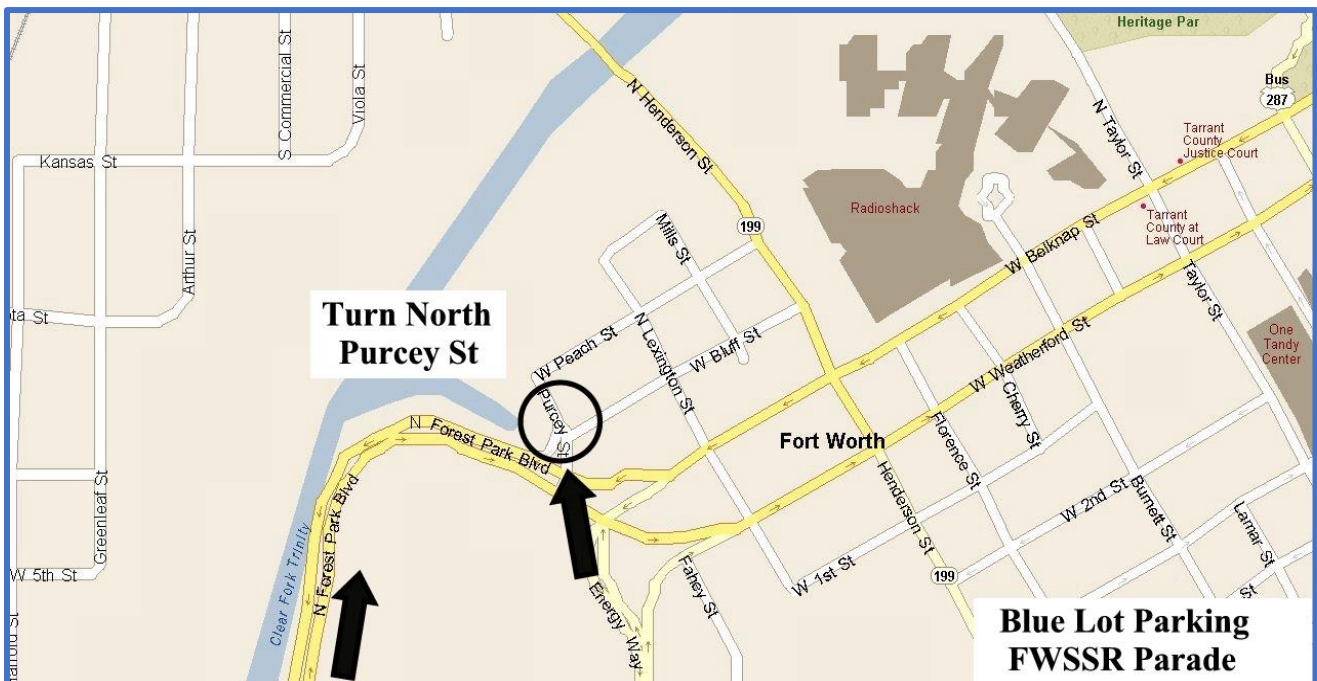 Heritage Par
Bus
287
S Commercial St
Viola St
N Henderson St
N Taylor St
Tarrant
County
Justice Court
Kansas St
Radioshack
199
Tarrant
County at
Law Court
Mills St
W Belknap St
Arthur St
Taylor St
ota St
Turn North
Purcey St
W Peach St
N Lexington St
W Bluff St
W Weatherford St
One
Tandy
Center
Purcey St
Cherry St
N Forest Park Blvd
Fort Worth
Florence St
Henderson St
W 2nd St
Burnett St
Lamar St
Greenleaf St
N Forest Park Blvd
Clear Fork Trinity
W 5th St
W 1st St
199
St
Fahey St
Energy Way
Blue Lot Parking
FWSSR Parade